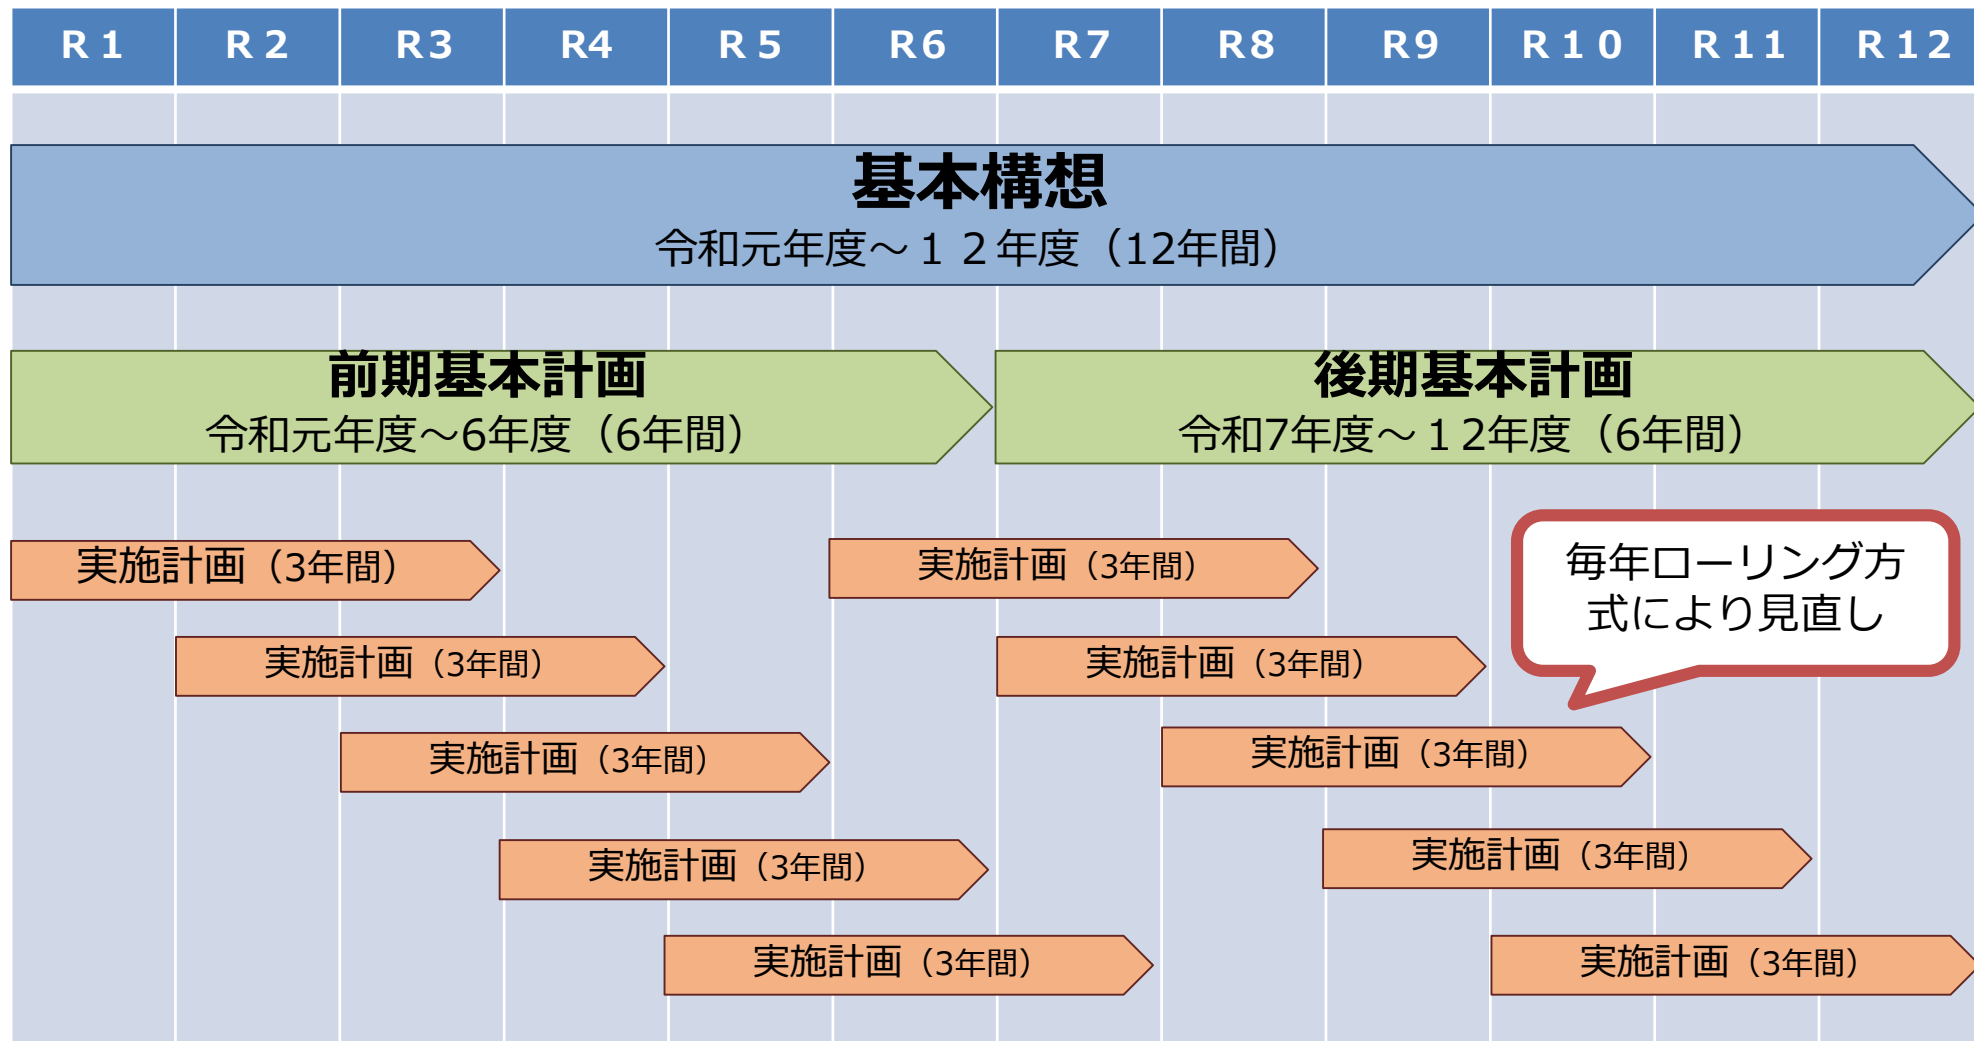 R１ R２ R3 R4 R５ R6 R7 R8 R9 R１０ R11 R12
基本構想
令和元年度～１２年度（12年間）
前期基本計画
令和元年度～6年度（6年間）
後期基本計画
令和7年度～１２年度（6年間）
実施計画（3年間）
実施計画（3年間）
毎年ローリング方
式により見直し
実施計画（3年間）
実施計画（3年間）
実施計画（3年間）
実施計画（3年間）
実施計画（3年間）
実施計画（3年間）
実施計画（3年間）
実施計画（3年間）